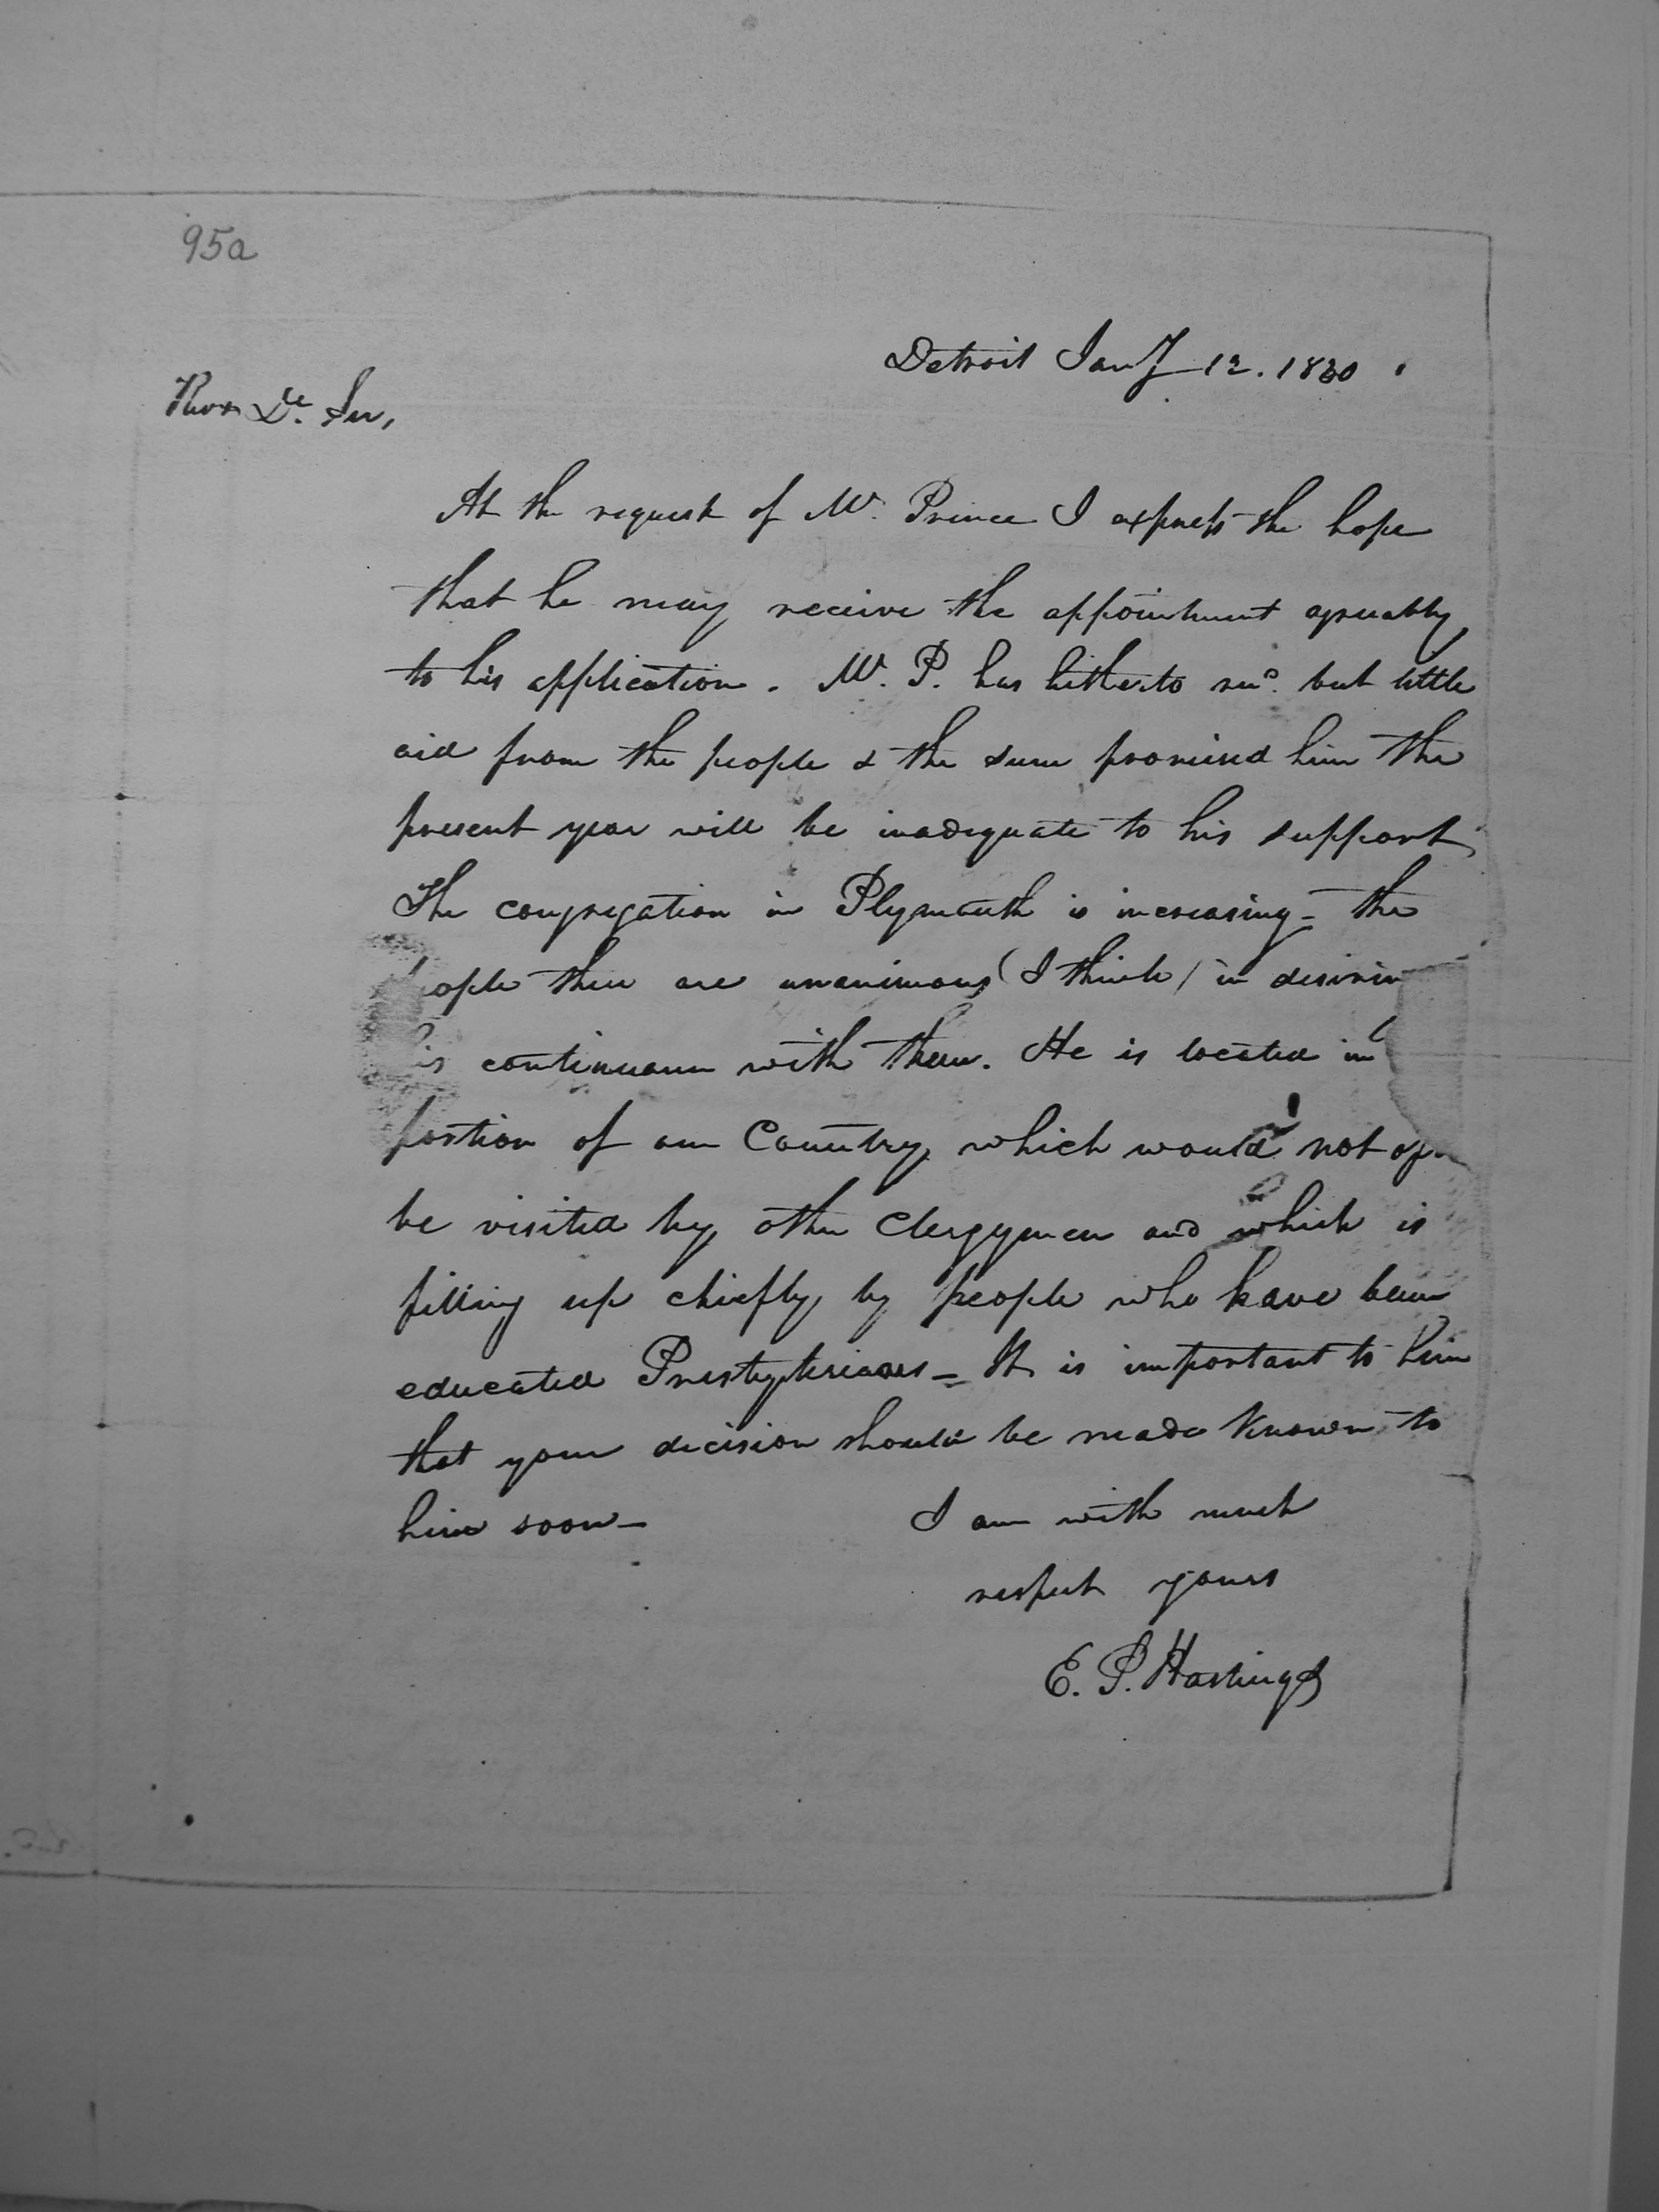 95a
Detroit Jany 12. 1830
Revd Dr. Sir,
At the request of Mr. Prince I express the hope
that he may receive the appointment agreeably
to his application. Mr. P. has hitherto recd. but little
aid from the people & the sum promised him the
present year will be inadequate to his support
The congregation in Plymouth is increasing - the
eople there are unanimous (I think) in desirin
is continuance with them. He is located in
portion of our Country, which would not of
be visited by other Clergymen and which is
filling up chiefly by people who have been
educated Presbyterians - It is important to him
that your decision should be made known to
him soon -
I am with much
respect yours
E. P. Hastings